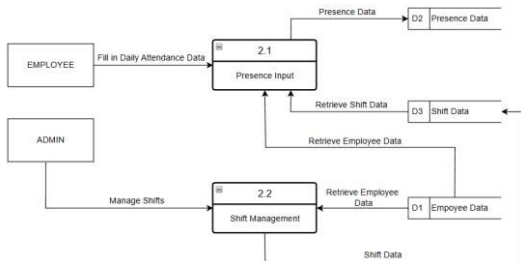 Presence Data
D2 Presence Data
2.1
EMPLOYEE
Fill in Daily Attendance Data
Presence Input
Retrieve Shift Data
D3 Shift Data
Retrieve Employee Data
ADMIN
2.2
Manage Shifts
Shift Management
Retrieve Employee
Data
D1 Empoyee Data
Shift Data